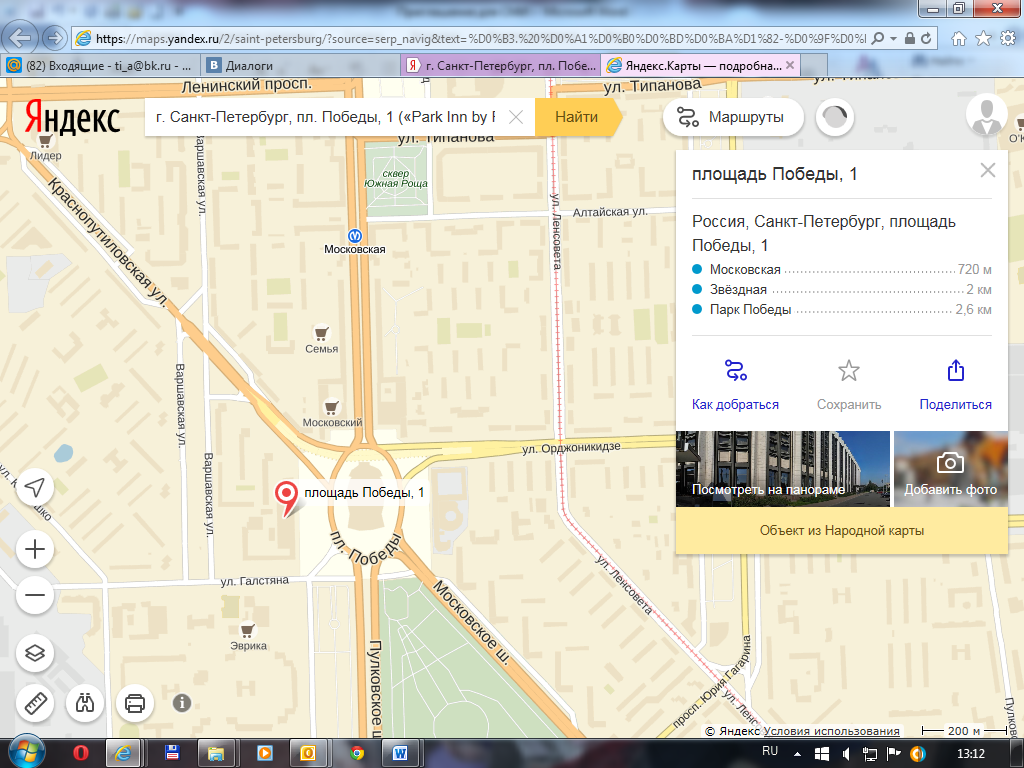 https://maps.yandex.ru/2/saint-petersburg/?source=serp_navig&text=%D0%B3.%20%D0%A1%D0%B0%D0%BD%D0%BA%D1%82-%D0%9F%D0%
(82) Входящие - ti_a@bk.ru - ...
Диалоги
г. Санкт-Петербург, пл. Побе...
Яндекс.Карты — подробна...
Ленинский просп.
ул. Типанова
Яндекс
г. Санкт-Петербург, пл. Победы, 1 («Park Inn by
Найти
Маршруты
Лидер
ул. Типанова
Варшавская ул.
сквер
Южная Роща
Краснопутиловская ул.
ул. Ленсовета
Алтайская ул.
Московская
площадь Победы, 1
Россия, Санкт-Петербург, площадь
Победы, 1
Московская 720 м
Звёздная 2 км
Парк Победы 2,6 км
Семья
Варшавская ул.
Как добраться
Сохранить
Поделиться
Московский
ул. Орджоникидзе
Варшавская ул.
площадь Победы, 1
Посмотреть на панораме
Добавить фото
Объект из Народной карты
пл. Победы
ул. Галстяна
ул. Ленсовета
Московское ш.
Эврика
Пулковское ш.
просп. Юрия Гагарина
ул. Ленс
© Яндекс Условия использования
200 м
RU
13:12